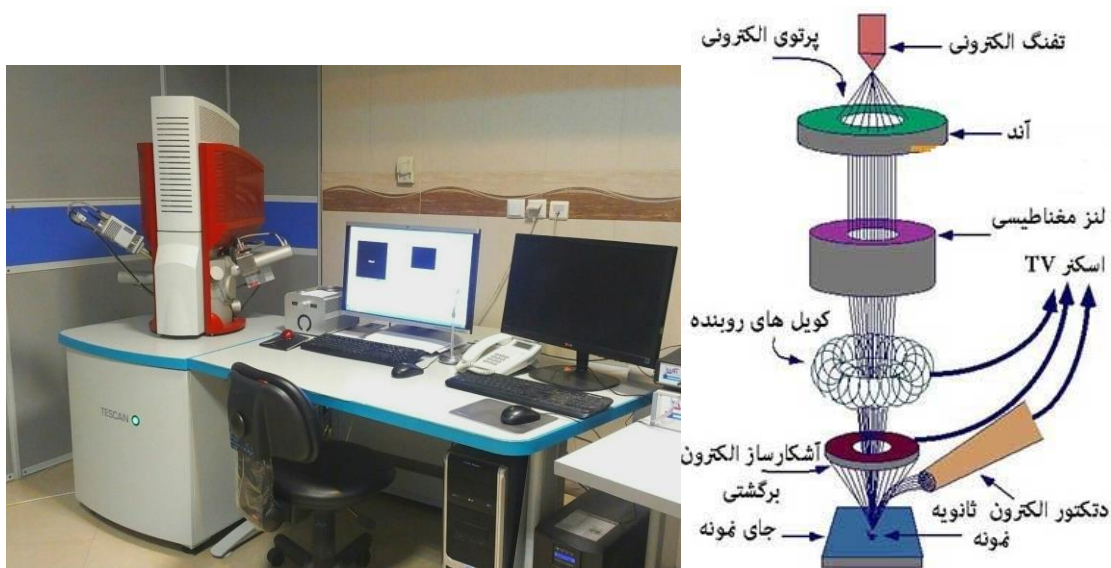 TESCAN
تفنگ الکترونی
پرتوی الکترونی
آند
لنز مغناطیسی
اسکنر TV
کویل های روبنده
آشکارساز الکترون
برگشتی
دتکتور الکترون ثانویه
جای نمونه
نمونه